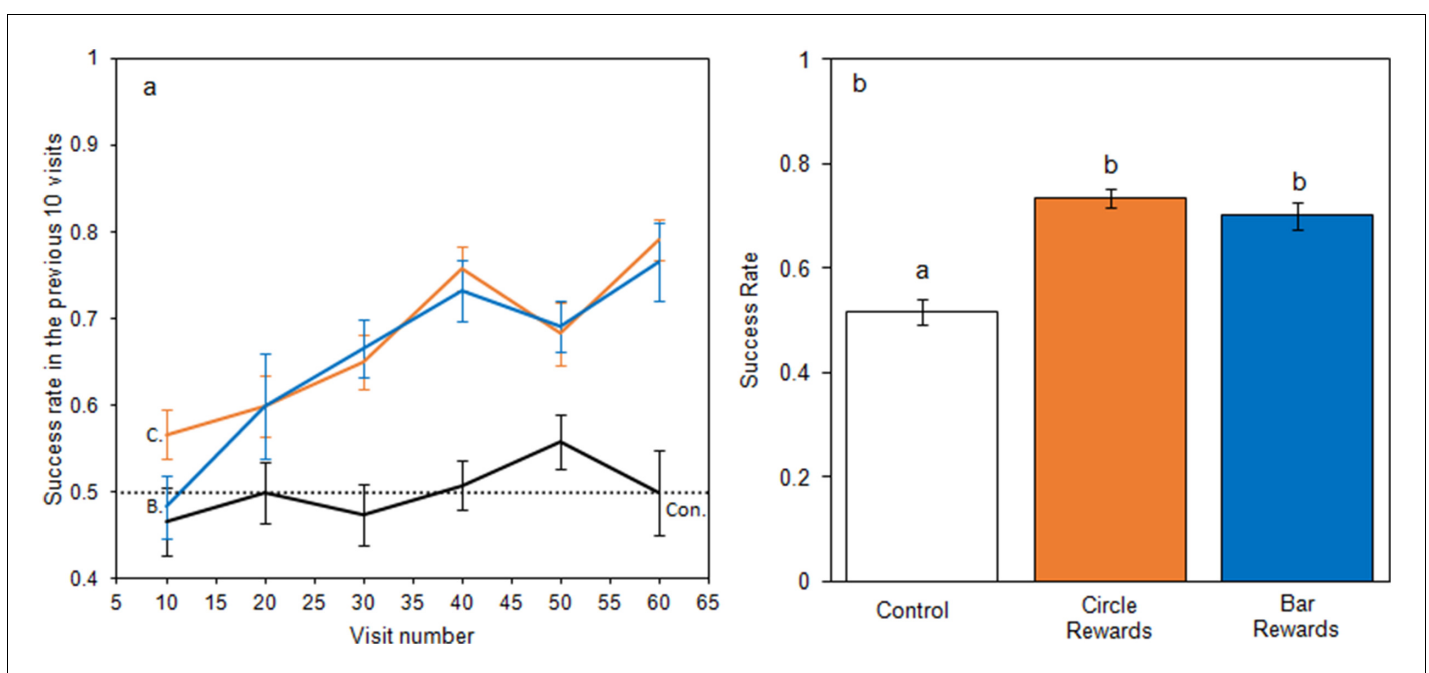 a
1
0.9
0.8
0.7
0.6
0.5
0.4
Success rate in the previous 10 visits
C.
B.
Con.
5 10 15 20 25 30 35 40 45 50 55 60 65
Visit number
b
1
0.8
0.6
0.4
0.2
0
Success Rate
a
b
b
Control
Circle
Rewards
Bar
Rewards